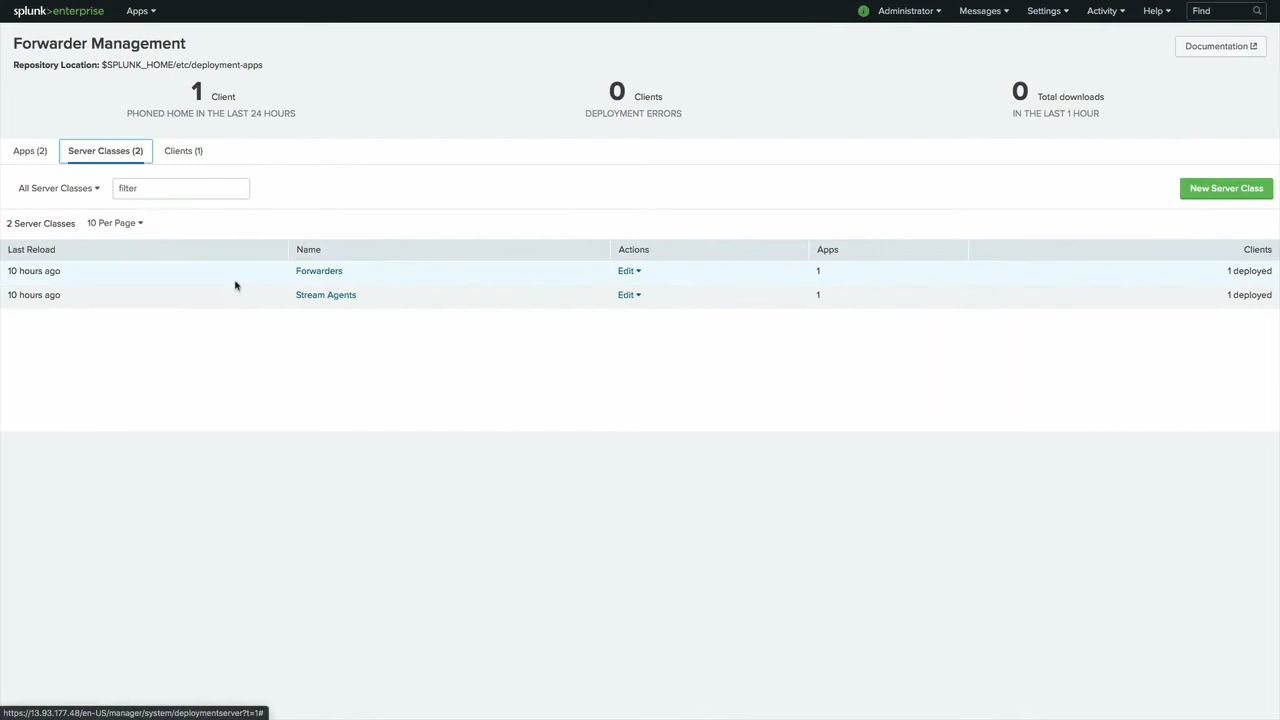 splunk>enterprise Apps Administrator Messages Settings Activity Help Find
Forwarder Management
Documentation
Repository Location: $SPLUNK_HOME/etc/deployment-apps
1 Client 0 Clients 0 Total downloads
PHONED HOME IN THE LAST 24 HOURS DEPLOYMENT ERRORS IN THE LAST 1 HOUR
Apps (2) Server Classes (2) Clients (1)
All Server Classes filter New Server Class
2 Server Classes 10 Per Page
Last Reload Name Actions Apps Clients
10 hours ago Forwarders Edit 1 1 deployed
10 hours ago Stream Agents Edit 1 1 deployed
https://13.93.177.48/en-US/manager/system/deploymentserver?t=1#